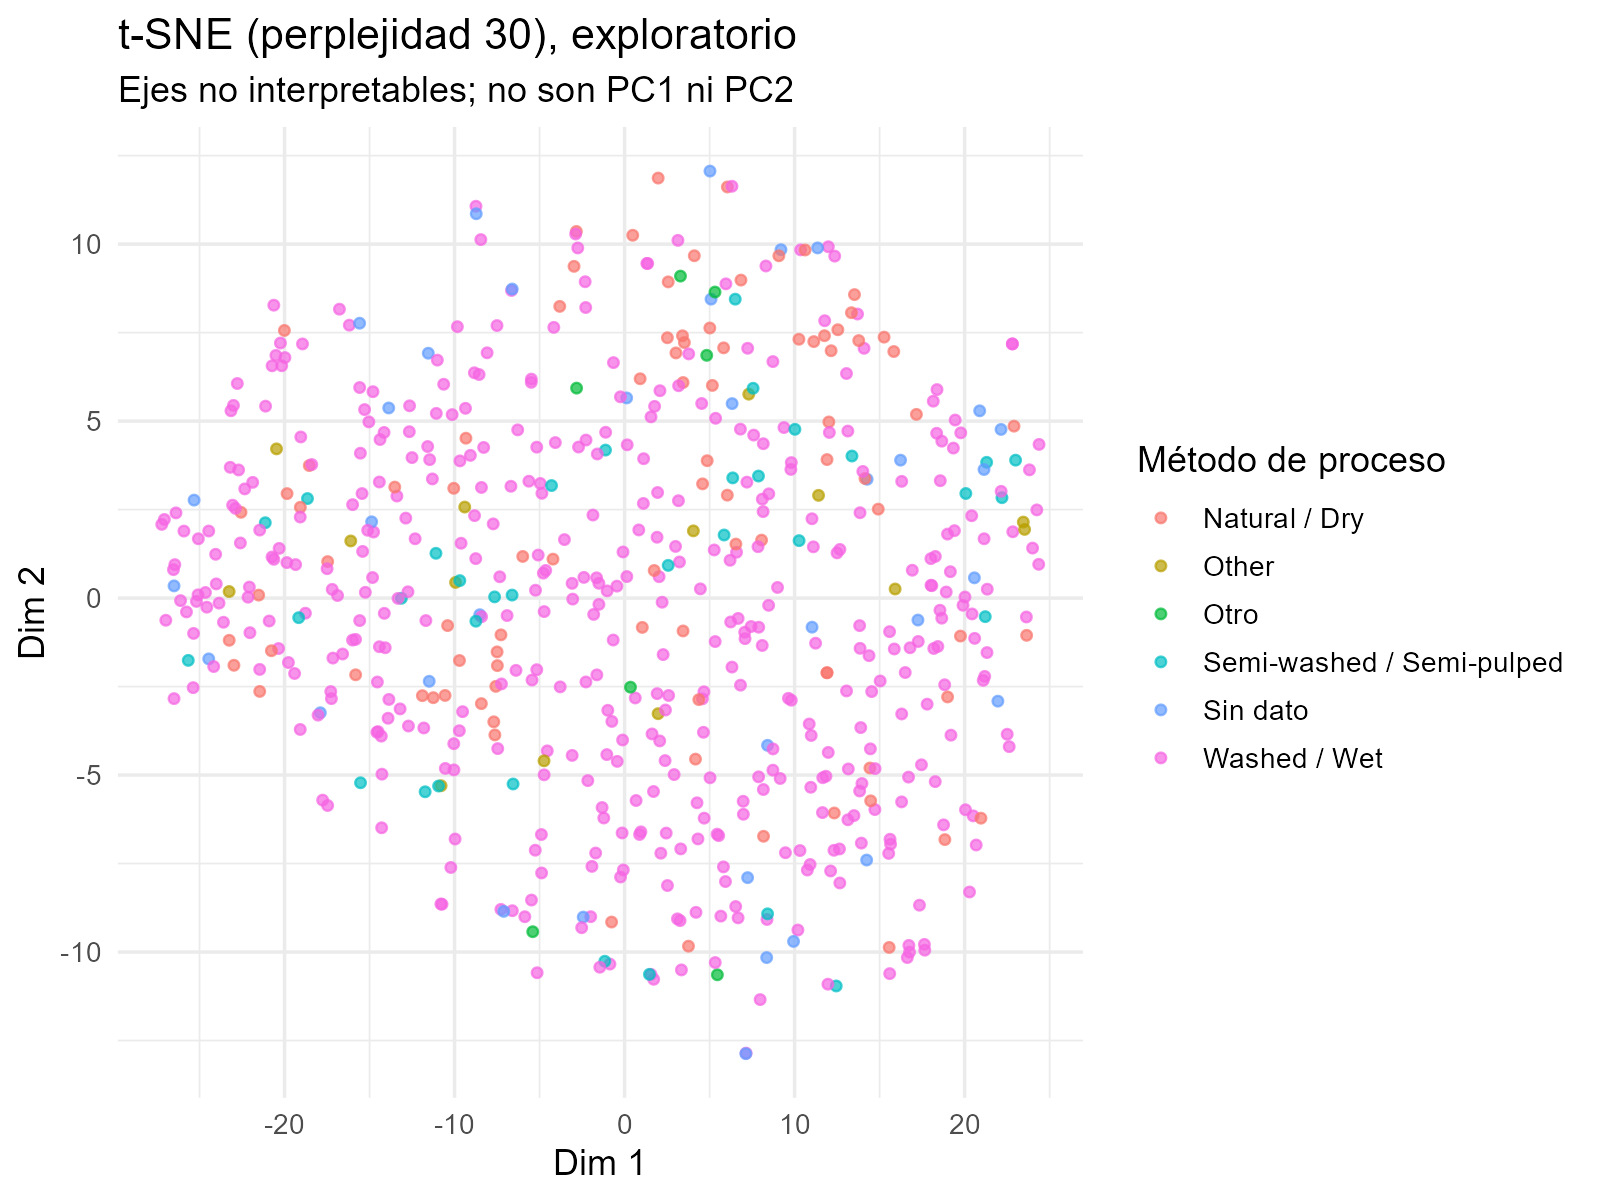 t-SNE (perplejidad 30), exploratorio
Ejes no interpretables; no son PC1 ni PC2
10
5
0
-5
-10
Dim 2
-20
-10
0
10
20
Dim 1
Método de proceso
Natural / Dry
Other
Otro
Semi-washed / Semi-pulped
Sin dato
Washed / Wet